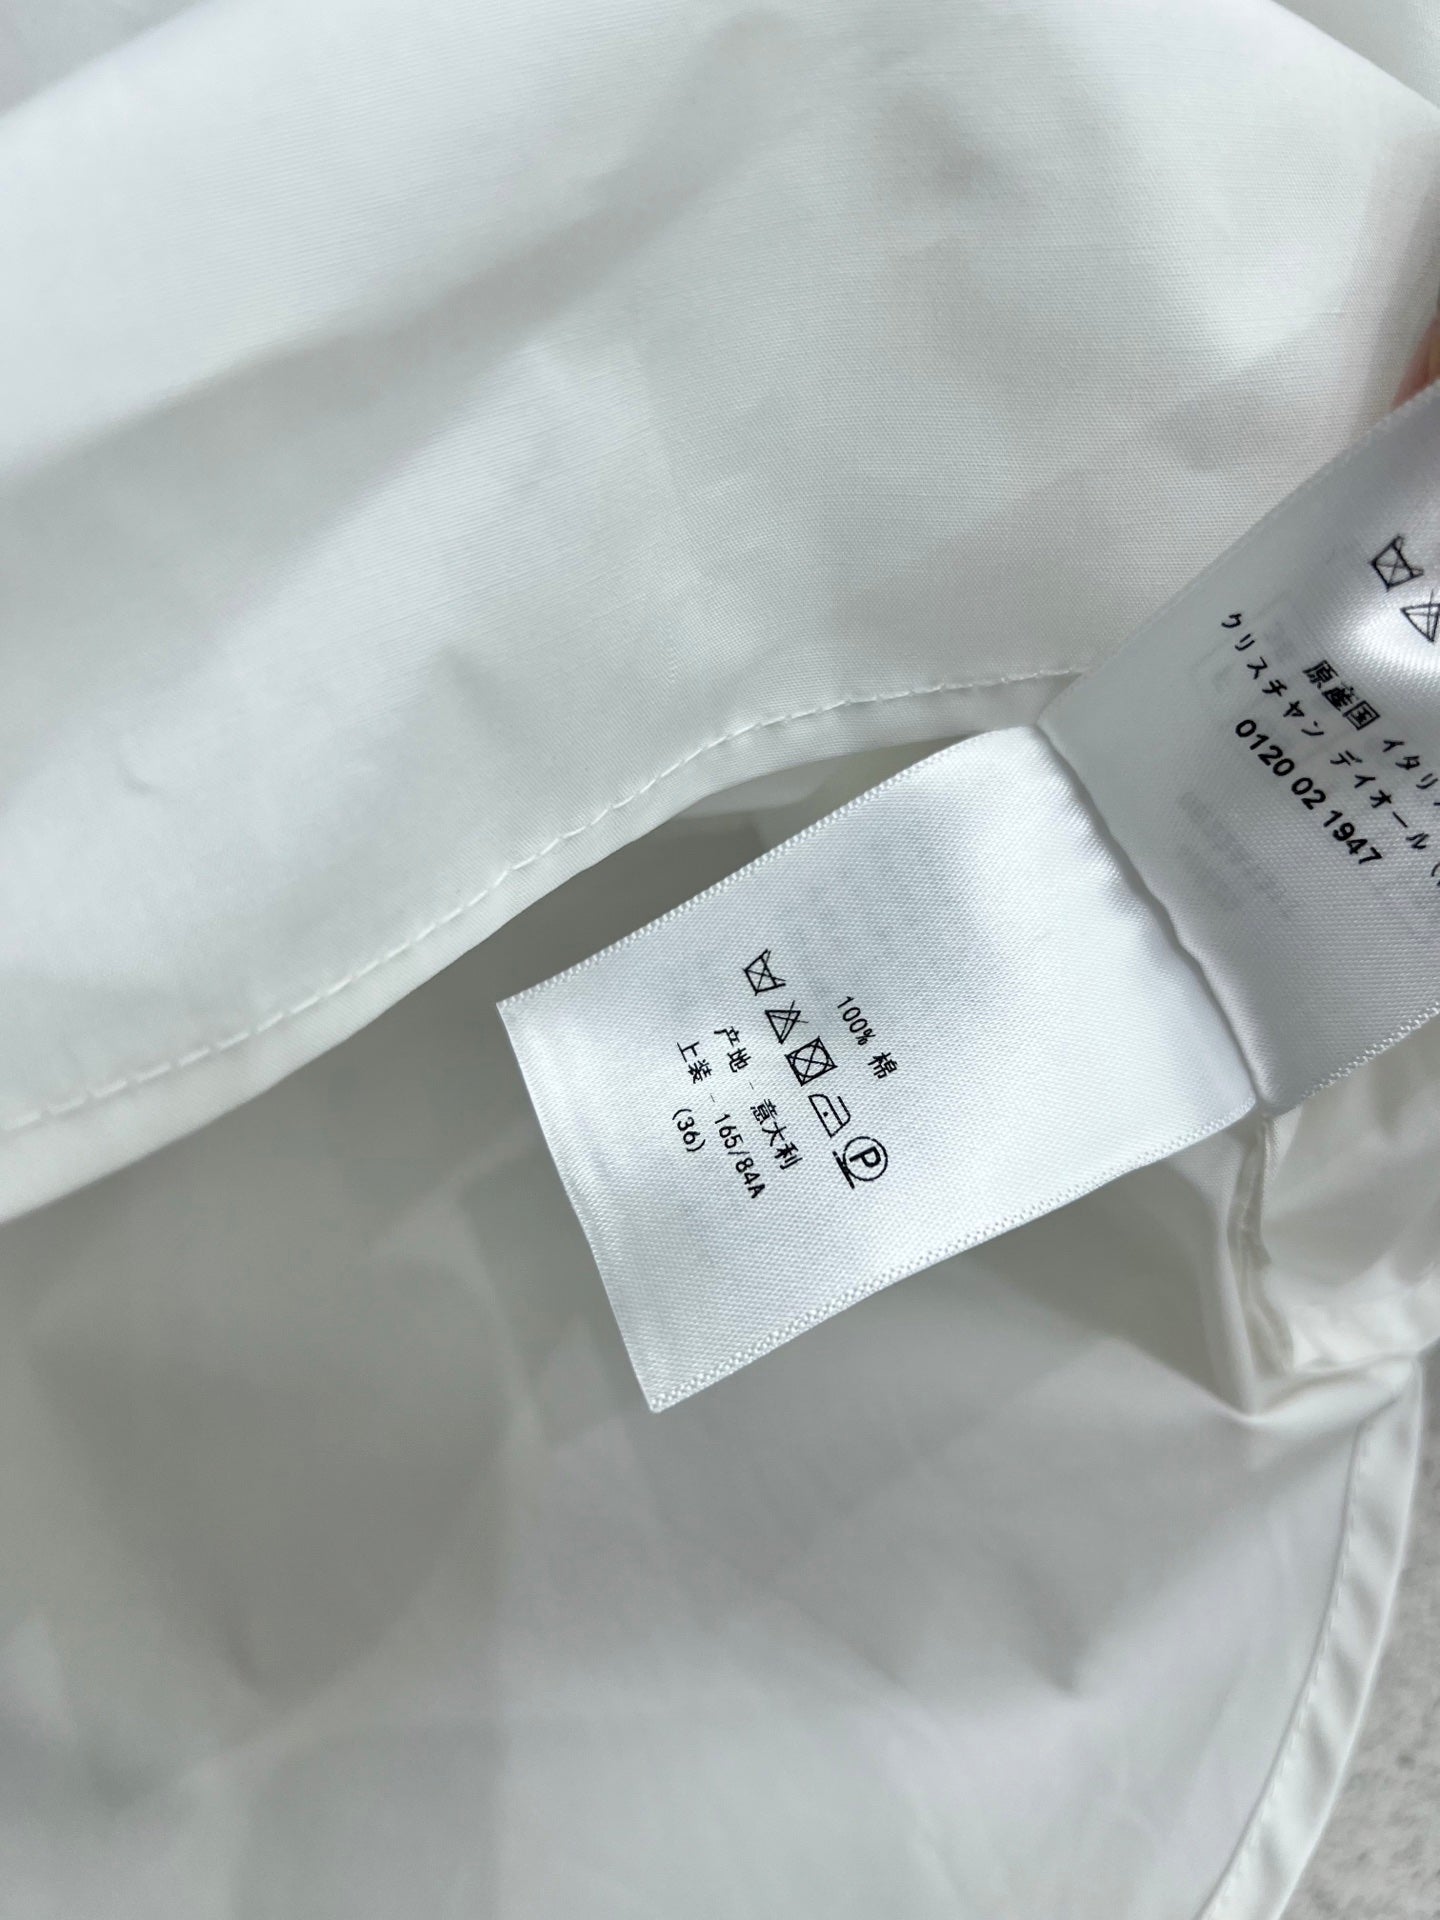 100% 棉
P
产地 - 意大利
上装 - 165/84A
(36)
原産国 イタリ
クリスチャン ディオール (
0120 02 1947